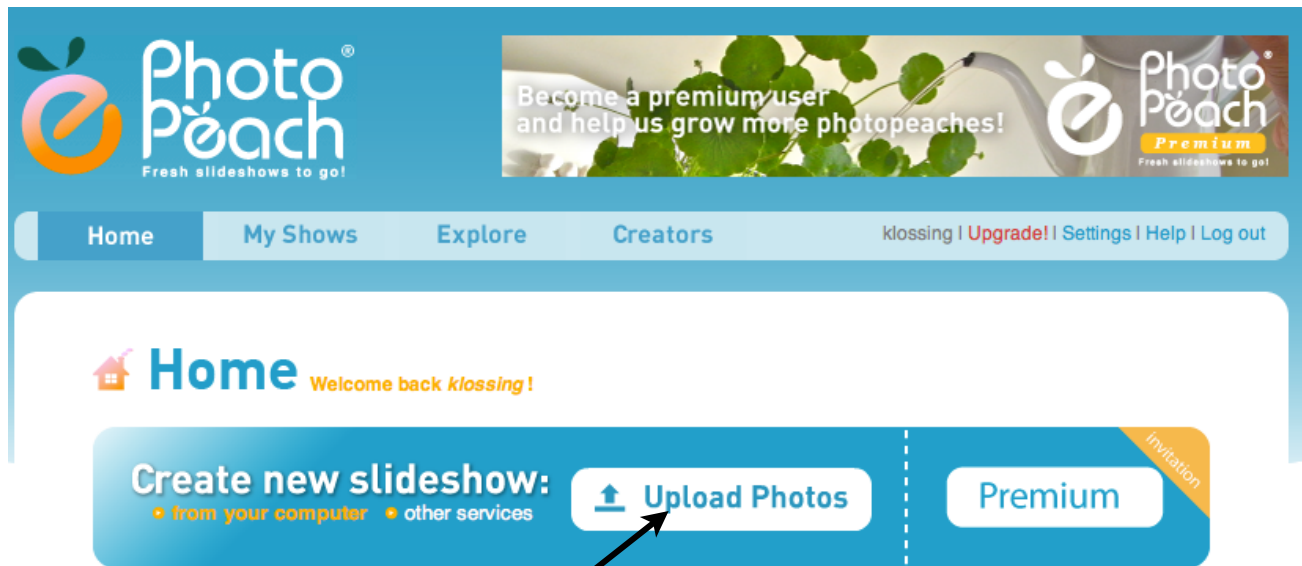 Photo®
Peach
Fresh slideshows to go!
Become a premium user
and help us grow more photopeaches!
Photo®
Peach
Premium
Fresh slideshows to go!
Home My Shows Explore Creators klossing | Upgrade! | Settings | Help | Log out
Home Welcome back klossing !
invitation
Create new slideshow:
from your computer other services
Upload Photos
Premium